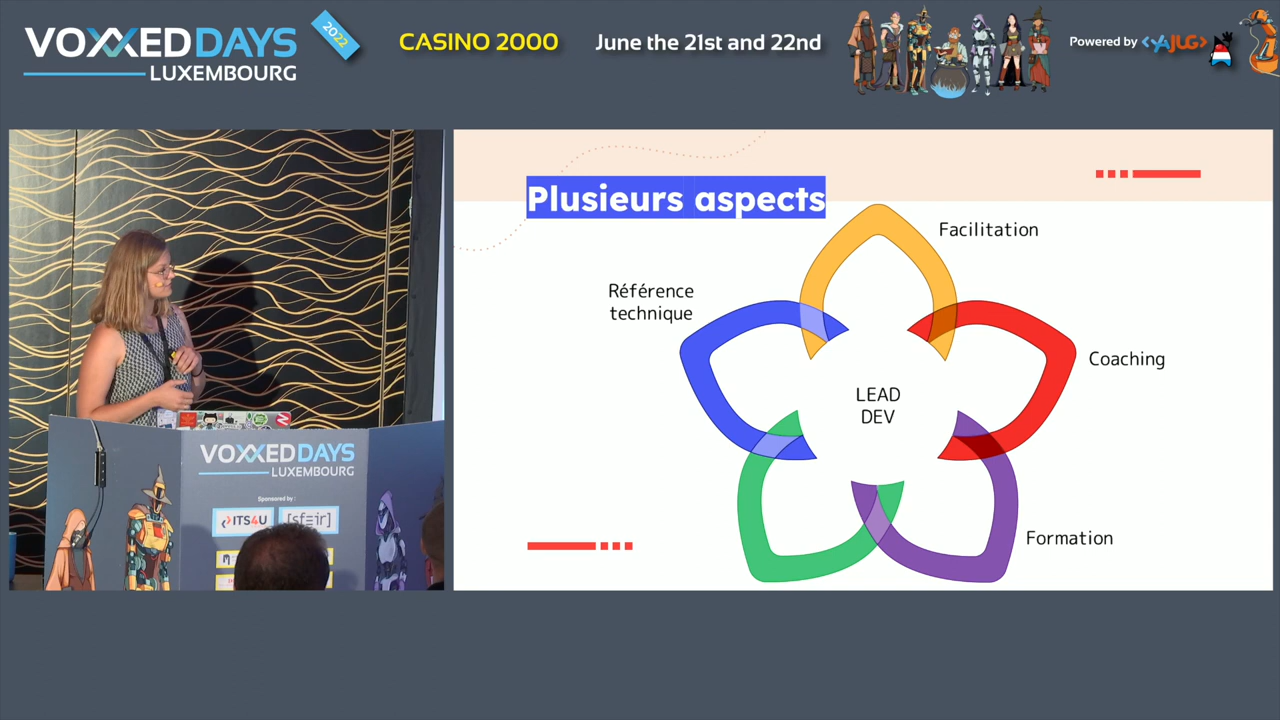 VOXXED DAYS
LUXEMBOURG
2022
CASINO 2000
June the 21st and 22nd
Powered by <YAJUG>
Plusieurs aspects
Facilitation
Référence
technique
Coaching
LEAD
DEV
Formation
VOXXED DAYS
LUXEMBOURG
Sponsored by :
ITS4U
[sfeir]